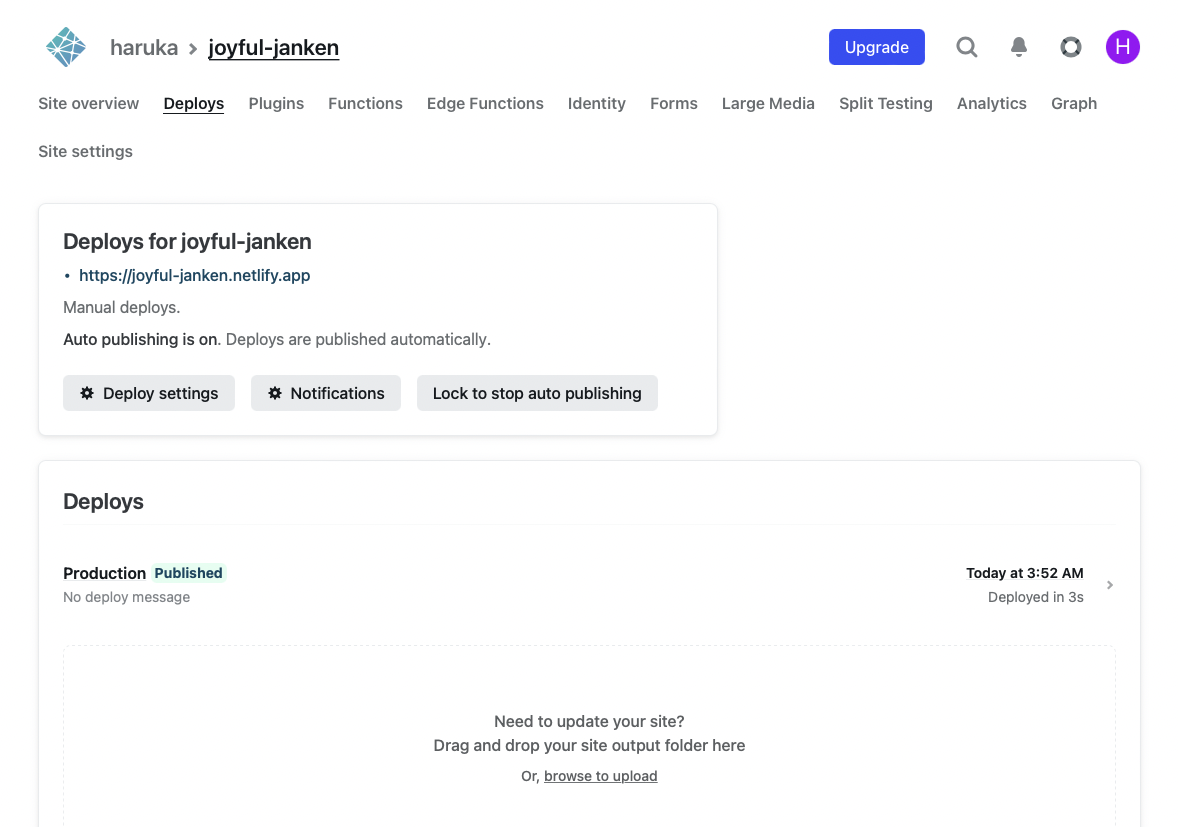 haruka > joyful-janken
Upgrade
H
Site overview Deploys Plugins Functions Edge Functions Identity Forms Large Media Split Testing Analytics Graph
Site settings
Deploys for joyful-janken
• https://joyful-janken.netlify.app
Manual deploys.
Auto publishing is on. Deploys are published automatically.
Deploy settings Notifications Lock to stop auto publishing
Deploys
Production Published Today at 3:52 AM
No deploy message Deployed in 3s
Need to update your site?
Drag and drop your site output folder here
Or, browse to upload